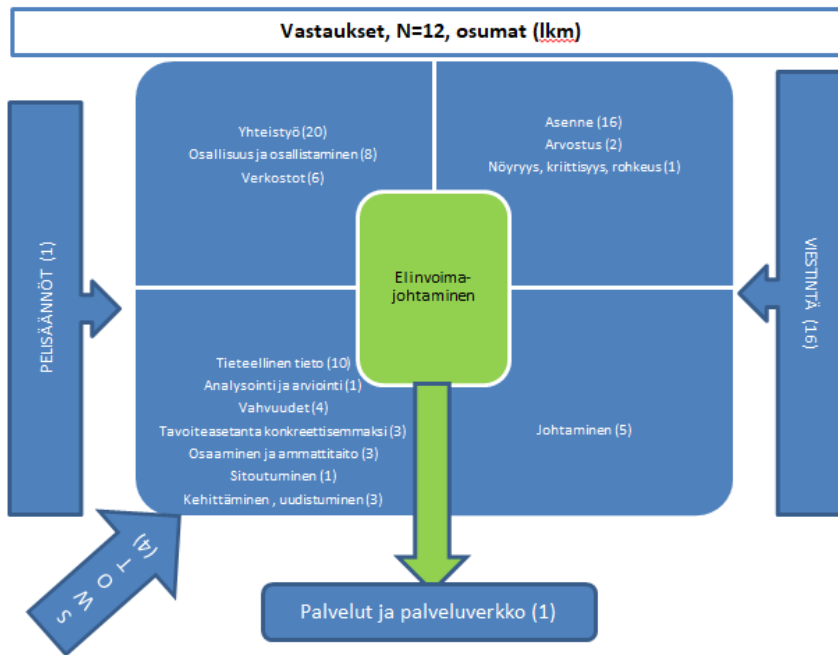 Vastaukset, N=12, osumat (lkm)
Yhteistyö (20)
Osallisuus ja osallistaminen (8)
Verkostot (6)
Asenne (16)
Arvostus (2)
Nöyryys, kriittisyys, rohkeus (1)
PELISÄÄNNÖT (1)
Elinvoima-
johtaminen
VIESTINTÄ (16)
Tieteellinen tieto (10)
Analysointi ja arviointi (1)
Vahvuudet (4)
Tavoiteasetanta konkreettisemmaksi (3)
Osaaminen ja ammattitaito (3)
Sitoutuminen (1)
Kehittäminen , uudistuminen (3)
Johtaminen (5)
SWOT (4)
Palvelut ja palveluverkko (1)